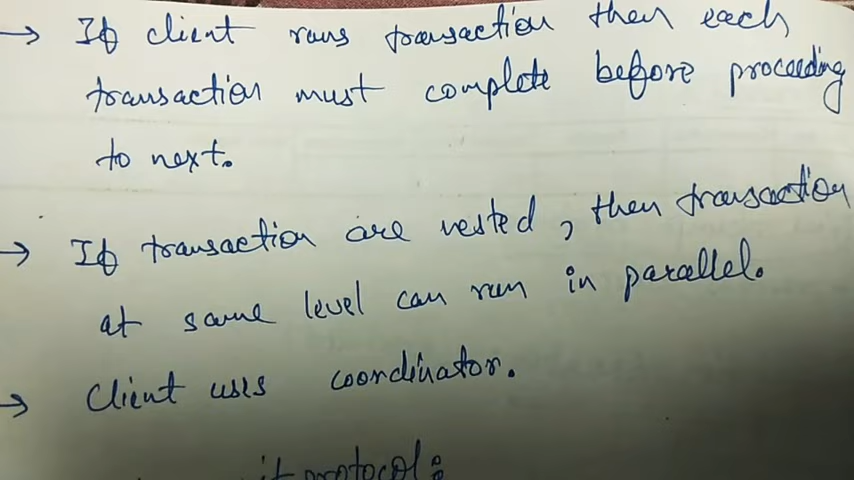 → If client runs transaction then each
transaction must complete before proceeding
to next.
→ If transaction are nested, then transaction
at same level can run in parallel.
→ Client uses coordinator.
protocol: